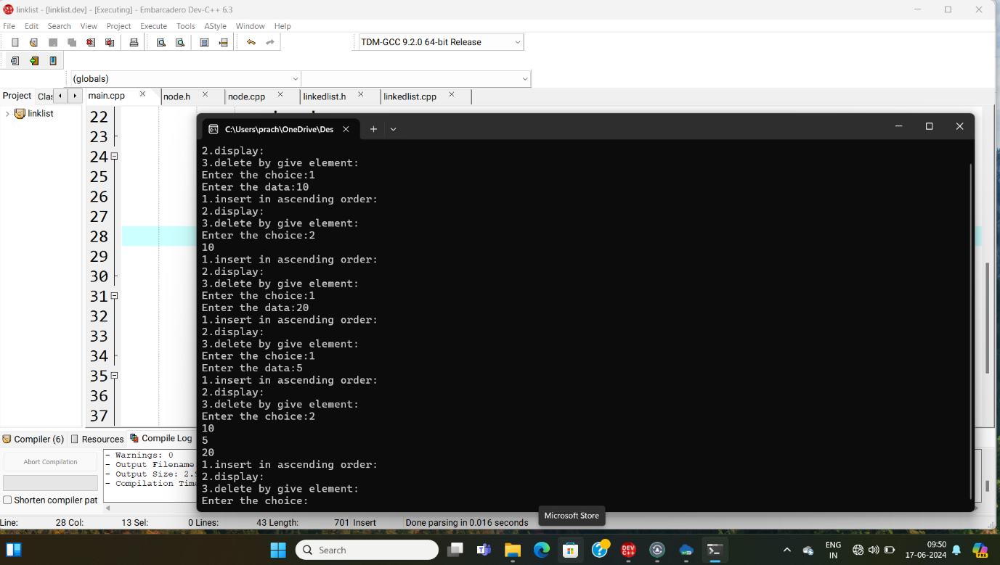 linklist - [linklist.dev] - [Executing] - Embarcadero Dev-C++ 6.3
File Edit Search View Project Execute Tools AStyle Window Help
TDM-GCC 9.2.0 64-bit Release
(globals)
Project Clas main.cpp node.h node.cpp linkedlist.h linkedlist.cpp
linklist
22
23
24
25
26
27
28
29
30
31
32
33
34
35
36
37
C:\Users\prach\OneDrive\Des
2.display:
3.delete by give element:
Enter the choice:1
Enter the data:10
1.insert in ascending order:
2.display:
3.delete by give element:
Enter the choice:2
10
1.insert in ascending order:
2.display:
3.delete by give element:
Enter the choice:1
Enter the data:20
1.insert in ascending order:
2.display:
3.delete by give element:
Enter the choice:1
Enter the data:5
1.insert in ascending order:
2.display:
3.delete by give element:
Enter the choice:2
10
5
20
1.insert in ascending order:
2.display:
3.delete by give element:
Enter the choice:
Compiler (6) Resources Compile Log
Abort Compilation
Shorten compiler pat
- Warnings: 0
- Output Filename
- Output Size: 2.
- Compilation Time
Line: 28 Col: 13 Sel: 0 Lines: 43 Length: 701 Insert Done parsing in 0.016 seconds
Microsoft Store
Search
DEV C++
ENG
IN
09:50
17-06-2024
PRE